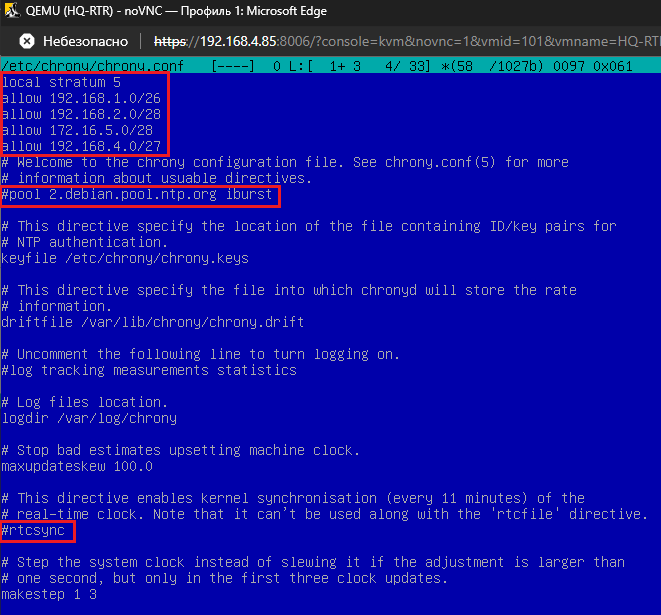 QEMU (HQ-RTR) - noVNC — Профиль 1: Microsoft Edge
Небезопасно https://192.168.4.85:8006/?console=kvm&novnc=1&vmid=101&vmname=HQ-RT
/etc/chrony/chrony.conf [----] 0 L:[ 1+ 3 4/ 33] *(58 /1027b) 0097 0x061
local stratum 5
allow 192.168.1.0/26
allow 192.168.2.0/28
allow 172.16.5.0/28
allow 192.168.4.0/27
# Welcome to the chrony configuration file. See chrony.conf(5) for more
# information about usuable directives.
#pool 2.debian.pool.ntp.org iburst
# This directive specify the location of the file containing ID/key pairs for
# NTP authentication.
keyfile /etc/chrony/chrony.keys
# This directive specify the file into which chronyd will store the rate
# information.
driftfile /var/lib/chrony/chrony.drift
# Uncomment the following line to turn logging on.
#log tracking measurements statistics
# Log files location.
logdir /var/log/chrony
# Stop bad estimates upsetting machine clock.
maxupdateskew 100.0
# This directive enables kernel synchronisation (every 11 minutes) of the
# real-time clock. Note that it can't be used along with the 'rtcfile' directive.
#rtcsync
# Step the system clock instead of slewing it if the adjustment is larger than
# one second, but only in the first three clock updates.
makestep 1 3